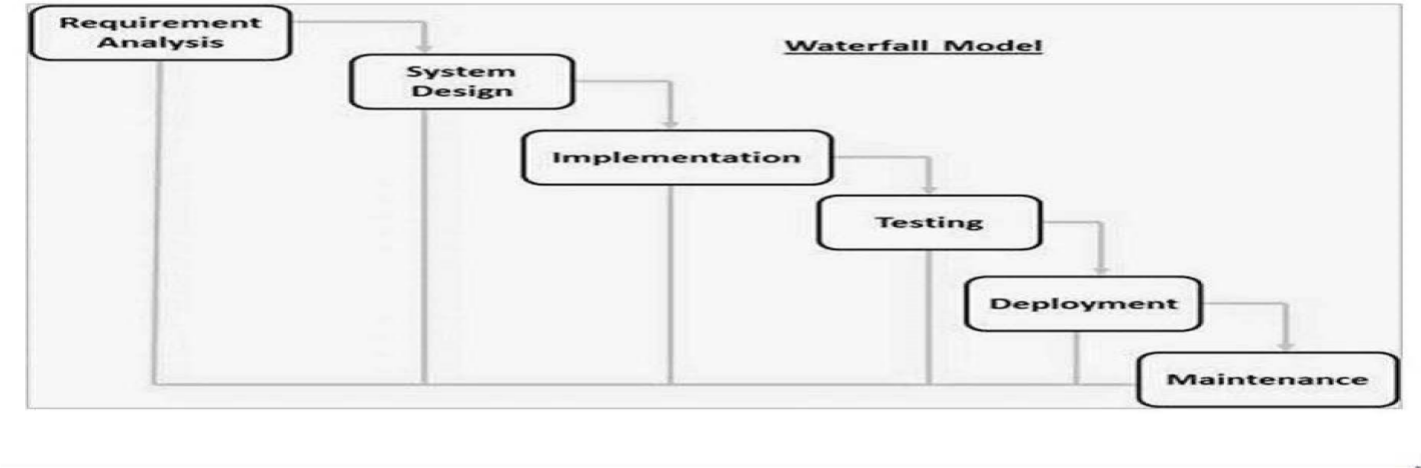 Requirement
Analysis
Waterfall Model
System
Design
Implementation
Testing
Deployment
Maintenance